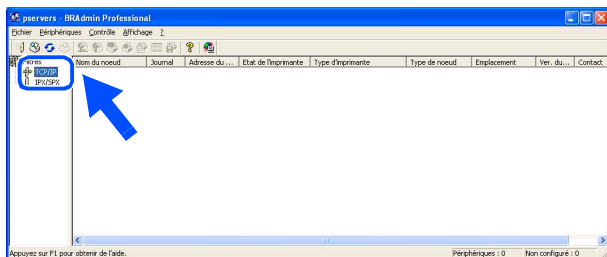 pservers - BRAdmin Professional
Fichier Périphériques Contrôle Affichage ?
Filtres
TCP/IP
IPX/SPX
Nom du noeud Journal Adresse du ... Etat de l'imprimante Type d'imprimante Type de noeud Emplacement Ver. du... Contact
Appuyez sur F1 pour obtenir de l'aide. Périphériques : 0 Non configuré : 0